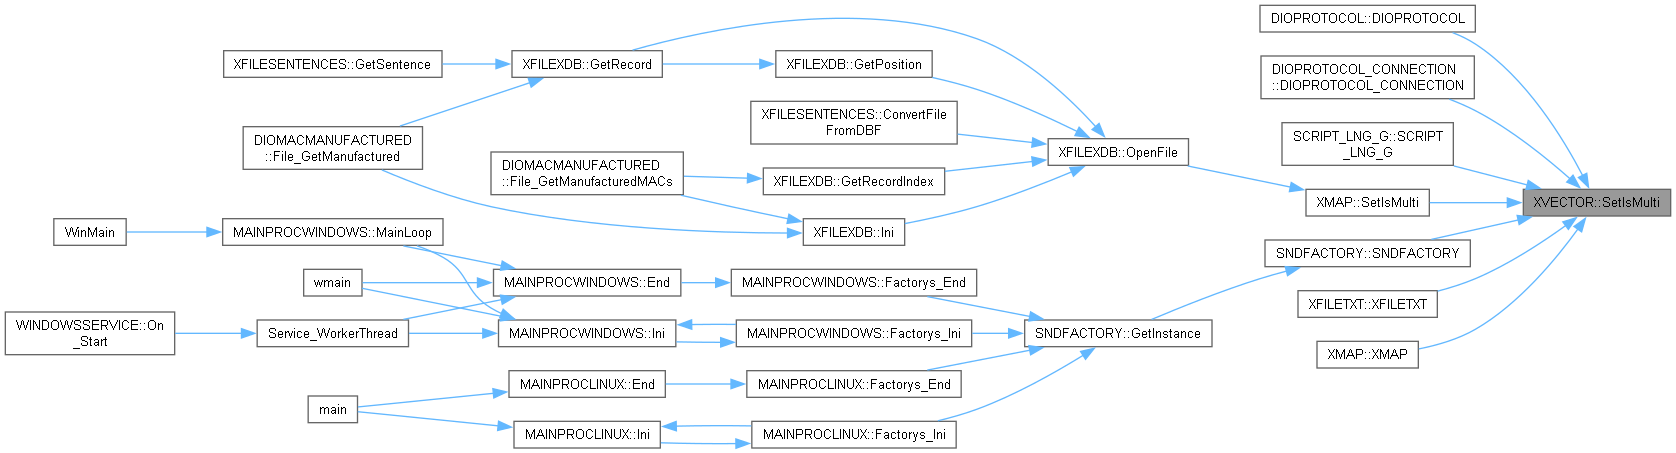 DIOPROTOCOL::DIOPROTOCOL
XFILESENTENCES::GetSentence
XFILEXDB::GetRecord
XFILEXDB::GetPosition
DIOPROTOCOL_CONNECTION
::DIOPROTOCOL_CONNECTION
XFILESENTENCES::ConvertFile
FromDBF
DIOMACMANUFACTURED
::File_GetManufactured
SCRIPT_LNG_G::SCRIPT
_LNG_G
XFILEXDB::OpenFile
DIOMACMANUFACTURED
::File_GetManufacturedMACs
XFILEXDB::GetRecordIndex
XMAP::SetIsMulti
XVECTOR::SetIsMulti
WinMain
MAINPROCWINDOWS::MainLoop
XFILEXDB::Ini
SNDFACTORY::SNDFACTORY
wmain
MAINPROCWINDOWS::End
MAINPROCWINDOWS::Factorys_End
XFILETXT::XFILETXT
WINDOWSSERVICE::On
_Start
Service_WorkerThread
MAINPROCWINDOWS::Ini
MAINPROCWINDOWS::Factorys_Ini
SNDFACTORY::GetInstance
XMAP::XMAP
MAINPROCLINUX::End
MAINPROCLINUX::Factorys_End
main
MAINPROCLINUX::Ini
MAINPROCLINUX::Factorys_Ini